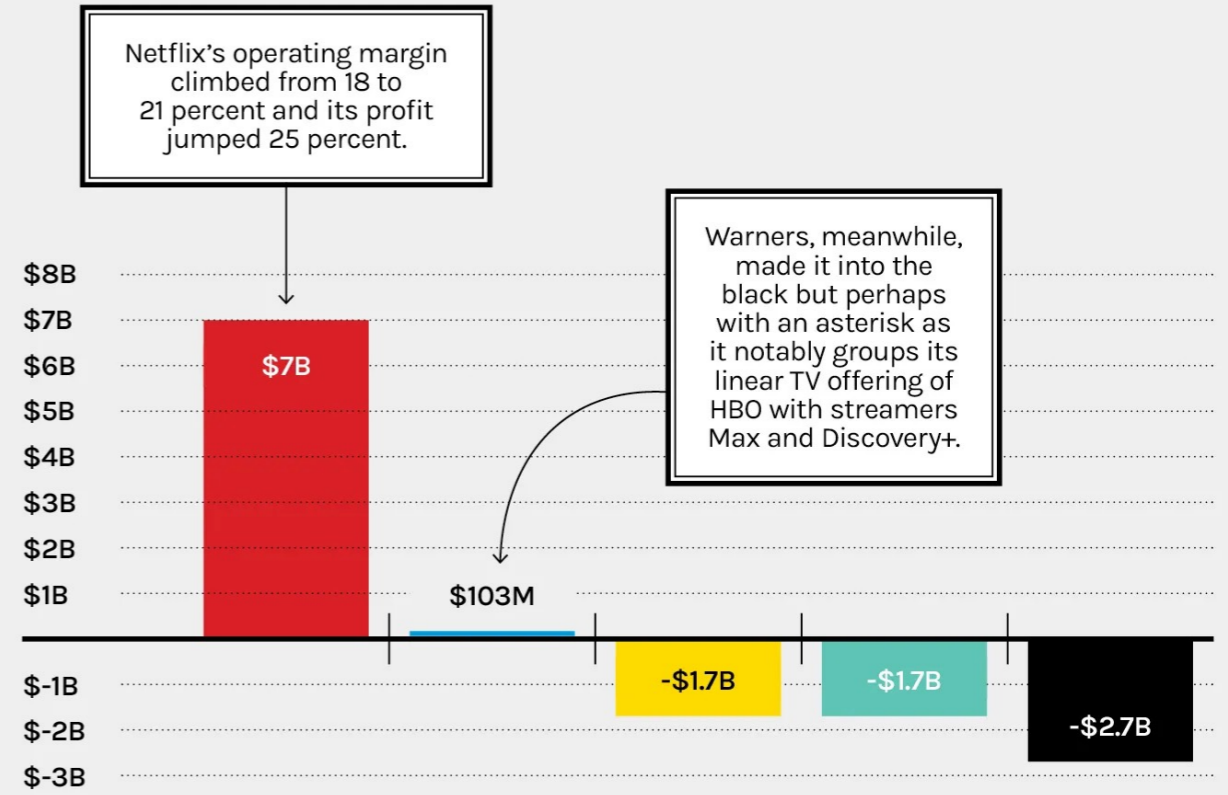 Netflix’s operating margin
climbed from 18 to
21 percent and its profit
jumped 25 percent.
Warners, meanwhile,
made it into the
black but perhaps
with an asterisk as
it notably groups its
linear TV offering of
HBO with streamers
Max and Discovery+.
$8B
$7B
$6B
$5B
$4B
$3B
$2B
$1B
$-1B
$-2B
$-3B
$7B
$103M
-$1.7B
-$1.7B
-$2.7B